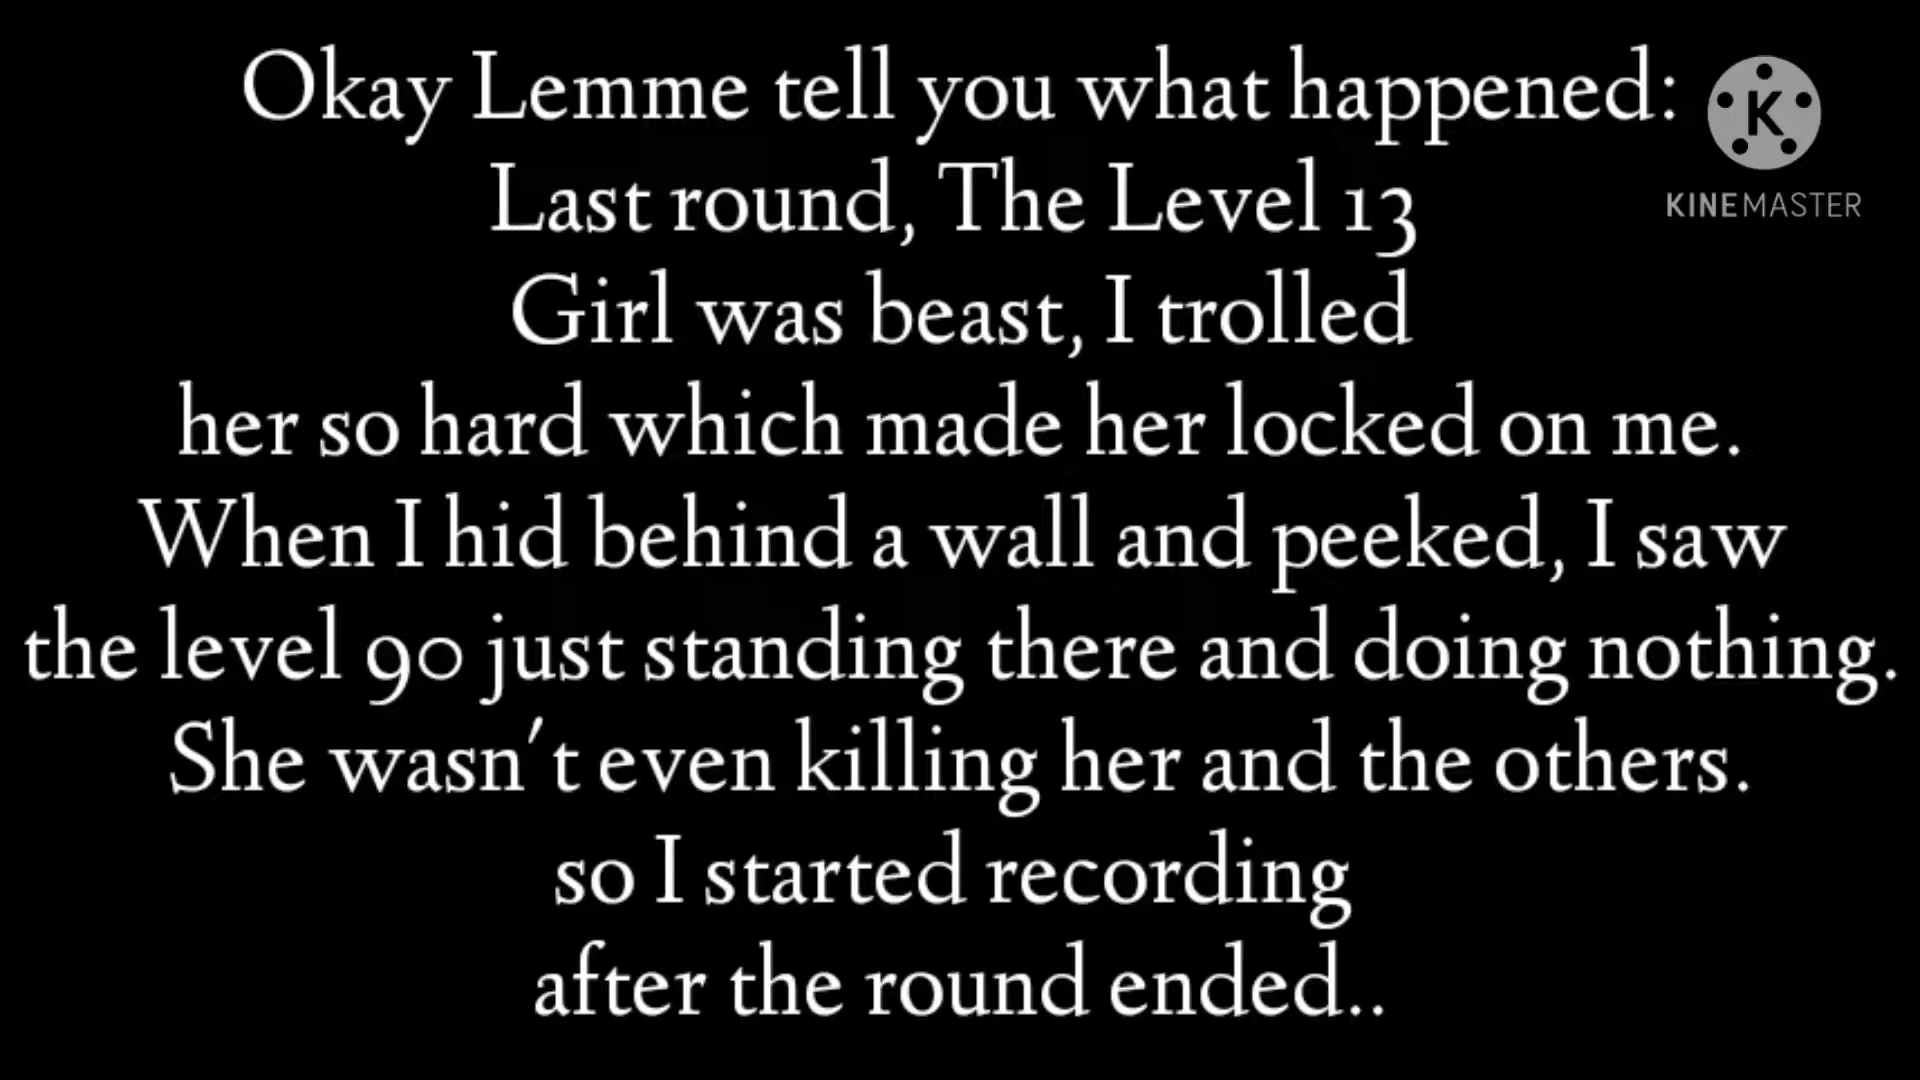 Okay Lemme tell you what happened:
K
KINEMASTER
Last round, The Level 13
Girl was beast, I trolled
her so hard which made her locked on me.
When I hid behind a wall and peeked, I saw
the level 90 just standing there and doing nothing.
She wasn't even killing her and the others.
so I started recording
after the round ended..